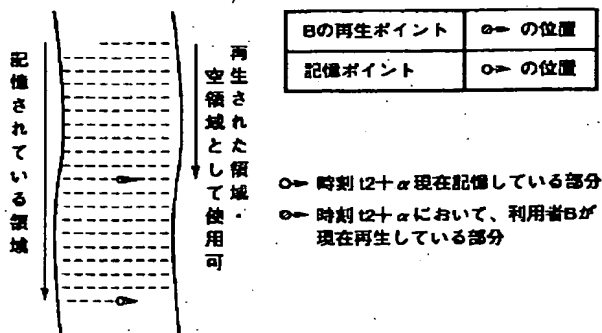 記憶されている領域
再生された領域・
空領域として使用可
Bの再生ポイント
の位置
記憶ポイント
の位置
時刻t2+α現在記憶している部分
時刻t2+αにおいて、利用者Bが
現在再生している部分